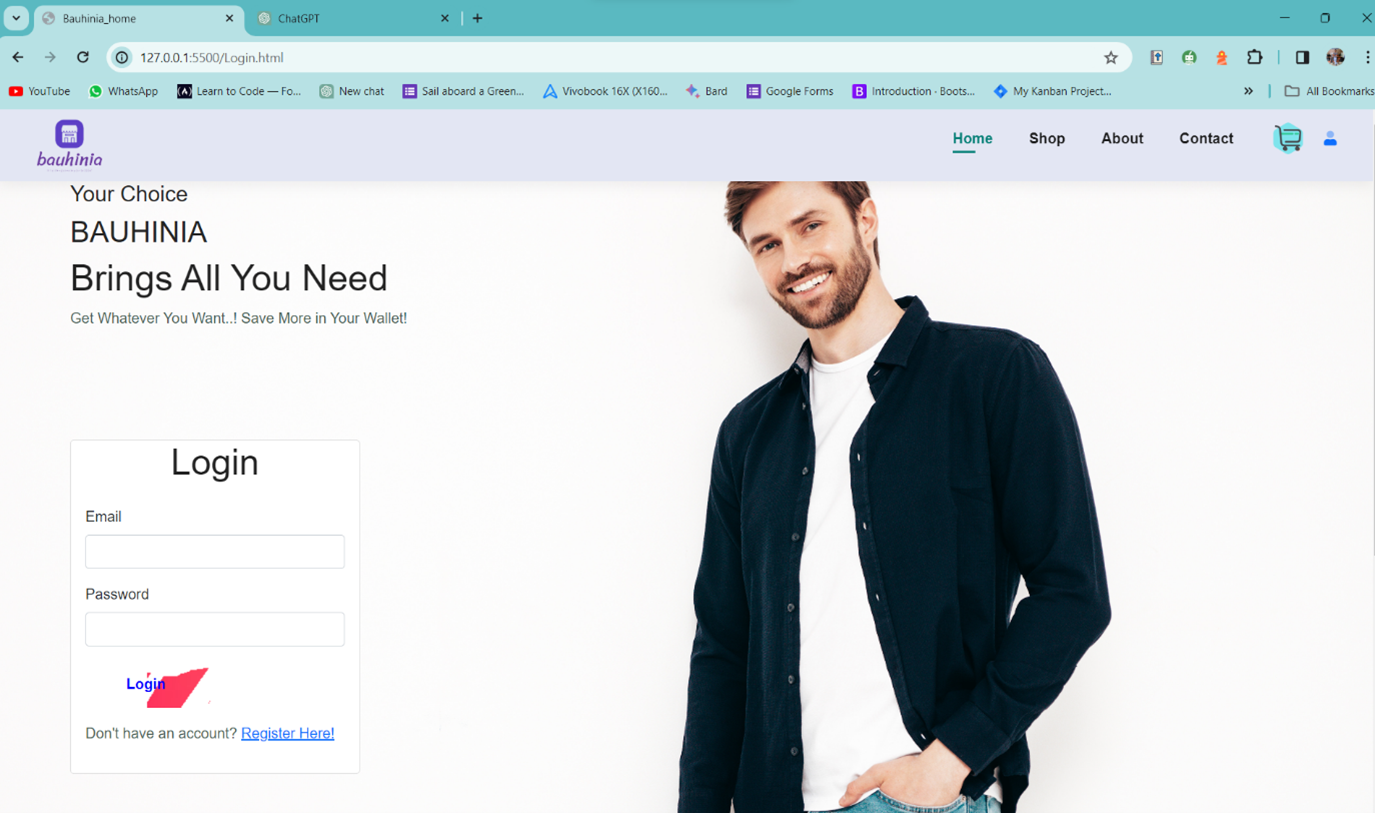 Bauhinia_home
ChatGPT
127.0.0.1:5500/Login.html
YouTube
WhatsApp
Learn to Code — Fo...
New chat
Sail aboard a Green...
Vivobook 16X (X160...
Bard
Google Forms
Introduction · Boots...
My Kanban Project...
»
All Bookmarks
bauhinia
Home
Shop
About
Contact
Your Choice
BAUHINIA
Brings All You Need
Get Whatever You Want..! Save More in Your Wallet!
Login
Email
Password
Login
Don't have an account? Register Here!